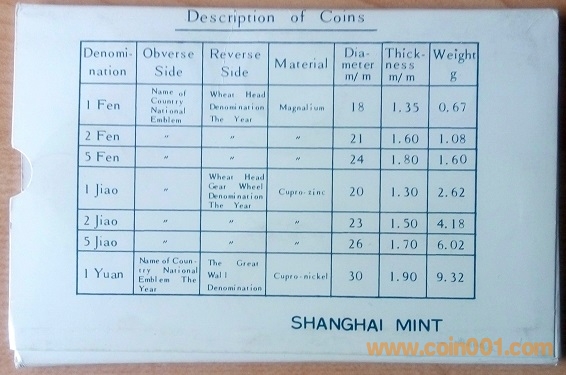 Description of Coins
Denomi-nation Obverse Side Reverse Side Material Dia-meter m/m Thick-ness m/m Weight g
1 Fen Name of Country National Emblem Wheat Head Denomination The Year Magnalium 18 1.35 0.67
2 Fen " " " 21 1.60 1.08
5 Fen " " " 24 1.80 1.60
1 Jiao " Wheat Head Gear Wheel Denomination The Year Cupro-zinc 20 1.30 2.62
2 Jiao " " " 23 1.50 4.18
5 Jiao " " " 26 1.70 6.02
1 Yuan Name of Coun-try National Emblem The Year The Great Wall Denomination Cupro-nickel 30 1.90 9.32
SHANGHAI MINT
www.coin001.com